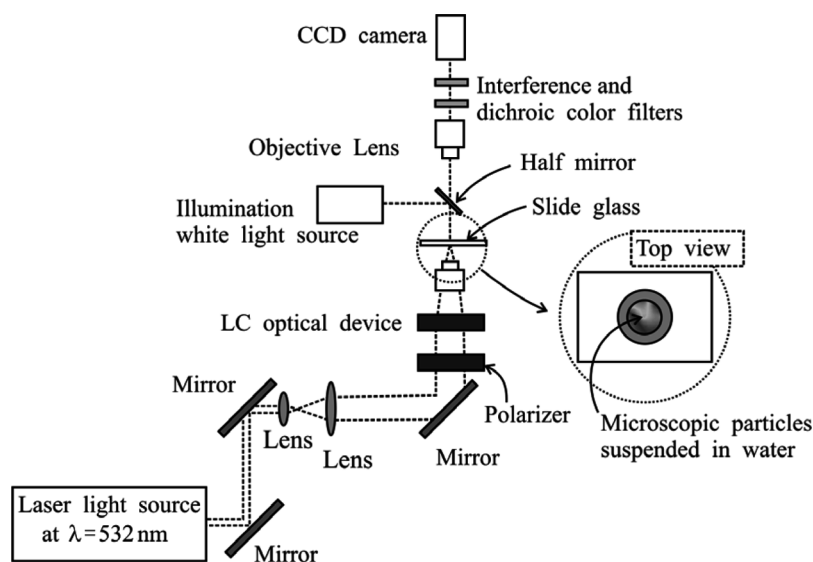 CCD camera
Interference and
dichroic color filters
Objective Lens
Half mirror
Illumination
white light source
Slide glass
Top view
LC optical device
Mirror
Polarizer
Lens
Lens
Mirror
Microscopic particles
suspended in water
Laser light source
at λ=532 nm
Mirror